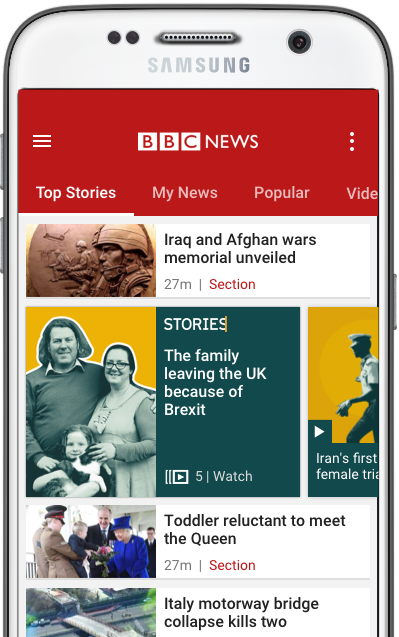 SAMSUNG
BBC NEWS
Top Stories My News Popular Vide
Iraq and Afghan wars
memorial unveiled
27m | Section
STORIES
The family
leaving the UK
because of
Brexit
5 | Watch
Iran's first
female tria
Toddler reluctant to meet
the Queen
27m | Section
Italy motorway bridge
collapse kills two